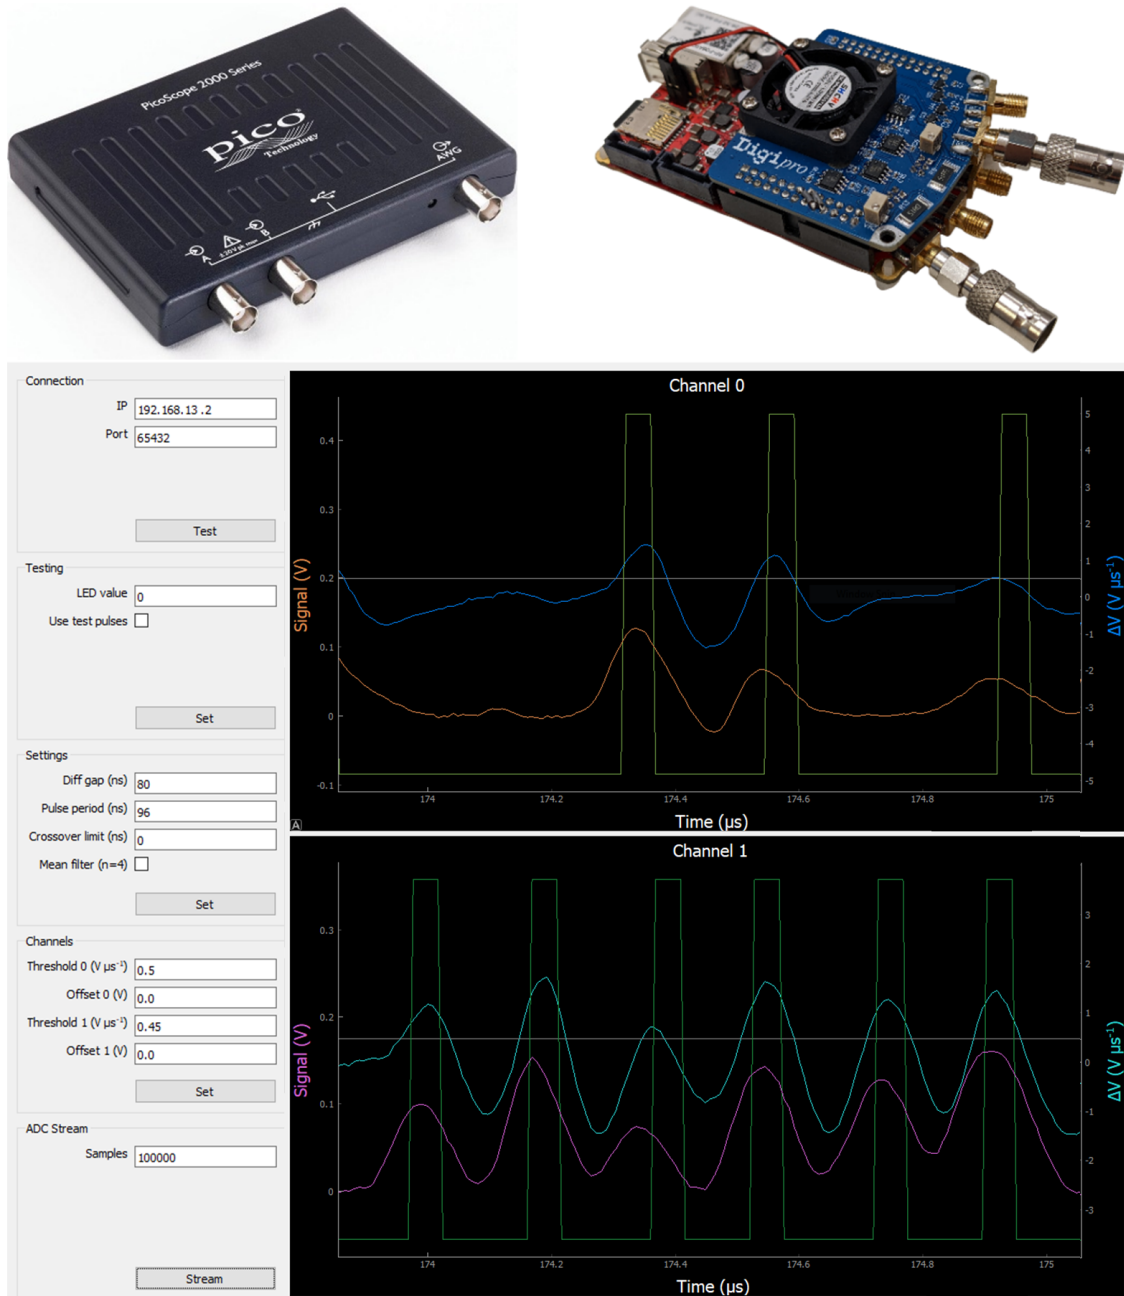 PicoScope 2000 Series
pico
Technology
AWG
A
±20V pk max
B
Digipro
Connection
IP 192.168.13 .2
Port 65432
Test
Testing
LED value 0
Use test pulses
Set
Settings
Diff gap (ns) 80
Pulse period (ns) 96
Crossover limit (ns) 0
Mean filter (n=4)
Set
Channels
Threshold 0 (V µs⁻¹) 0.5
Offset 0 (V) 0.0
Threshold 1 (V µs⁻¹) 0.45
Offset 1 (V) 0.0
Set
ADC Stream
Samples 100000
Stream
Channel 0
Signal (V)
0.4
0.3
0.2
0.1
0
-0.1
5
4
3
2
1
0
-1
-2
-3
-4
-5
ΔV (V µs⁻¹)
174 174.2 174.4 174.6 174.8 175
Time (µs)
A
Channel 1
Signal (V)
0.3
0.2
0.1
0
3
2
1
0
-1
-2
-3
ΔV (V µs⁻¹)
174 174.2 174.4 174.6 174.8 175
Time (µs)